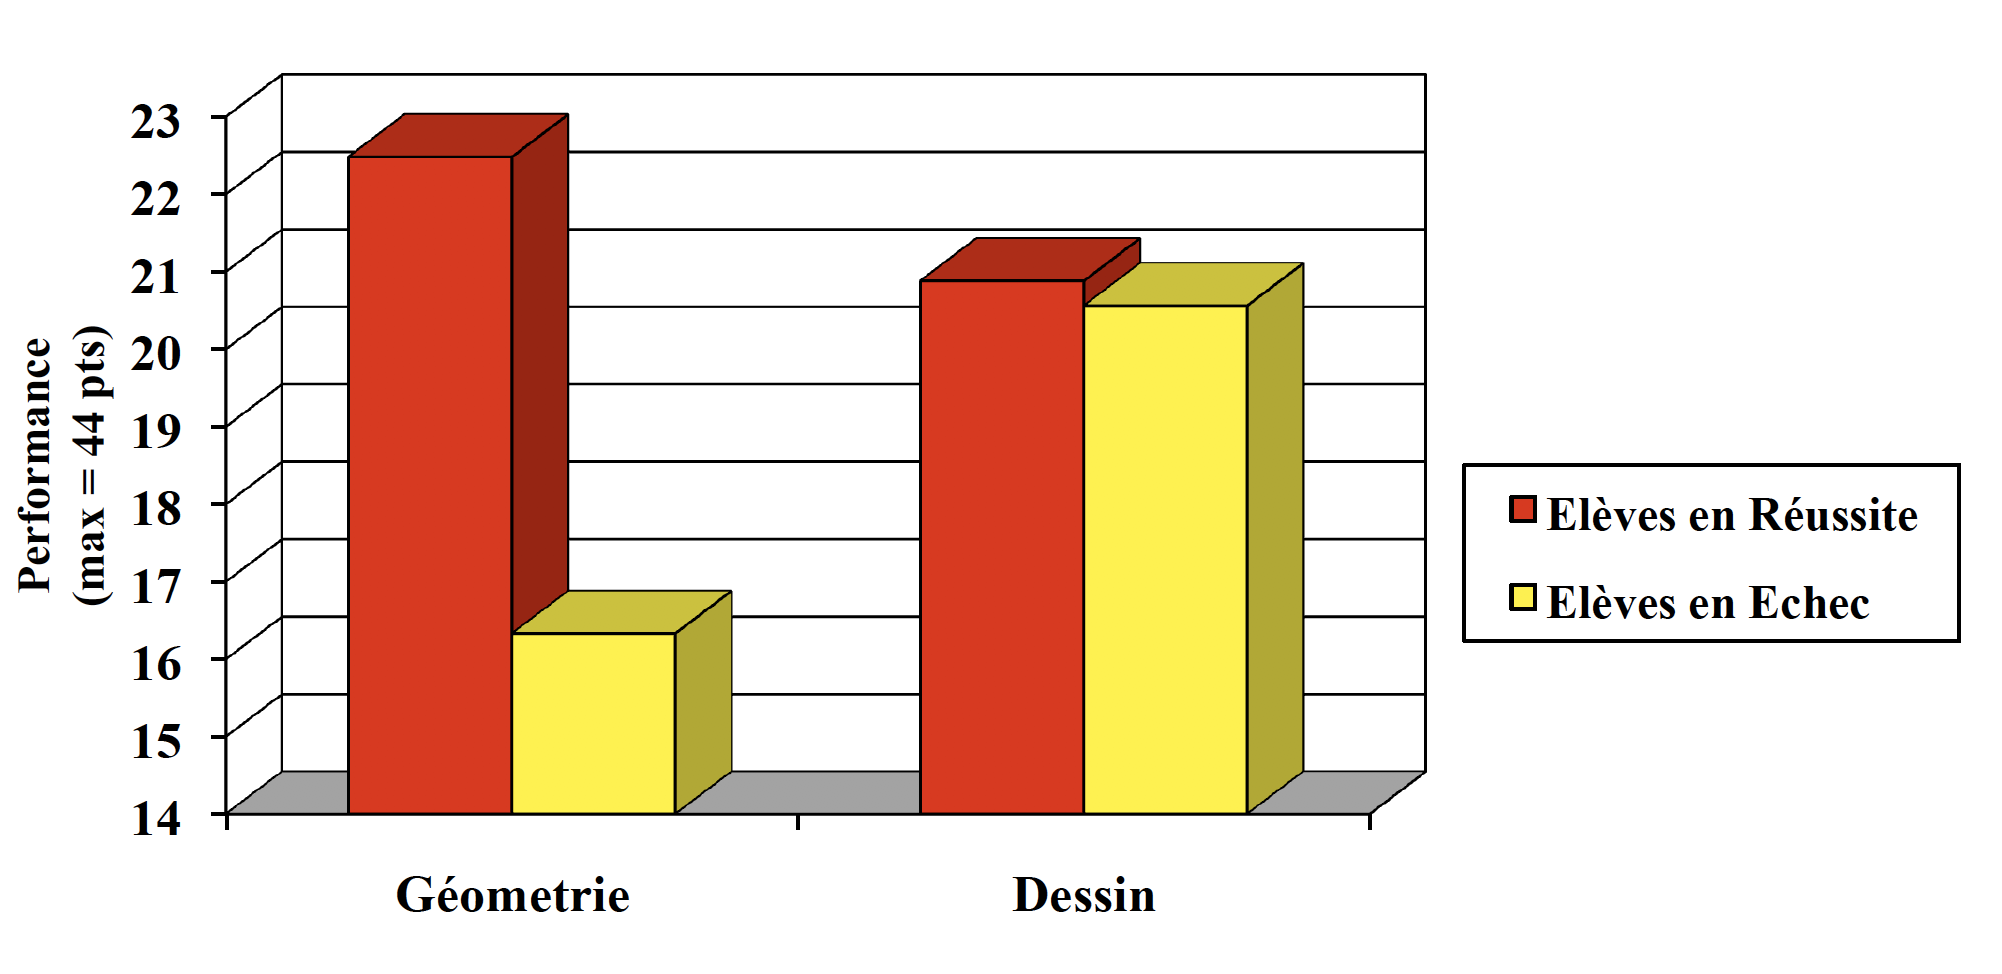 23
22
21
20
19
18
17
16
15
14
Performance
(max = 44 pts)
Géometrie
Dessin
Elèves en Réussite
Elèves en Echec